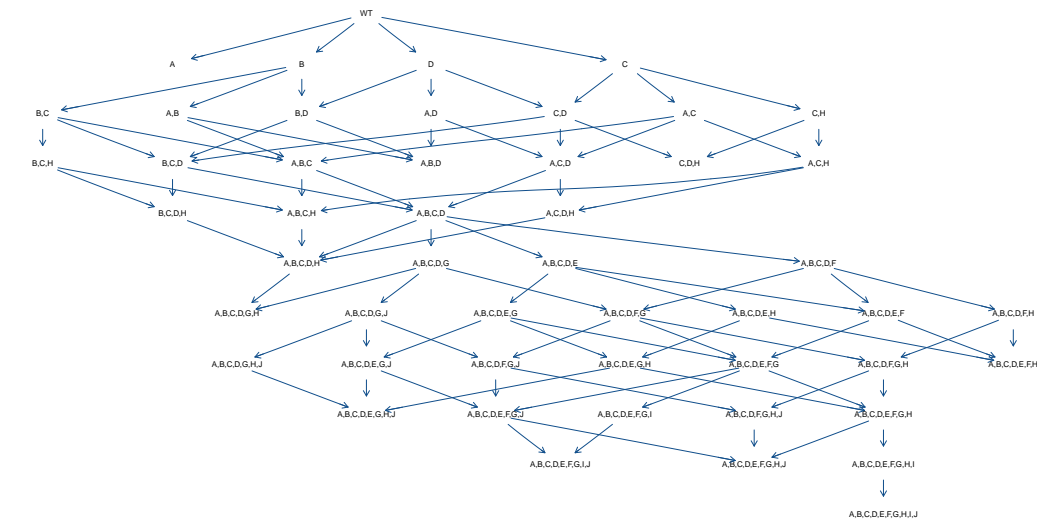 WT
A
B
D
C
B,C
A,B
B,D
A,D
C,D
A,C
C,H
B,C,H
B,C,D
A,B,C
A,B,D
A,C,D
C,D,H
A,C,H
B,C,D,H
A,B,C,H
A,B,C,D
A,C,D,H
A,B,C,D,H
A,B,C,D,G
A,B,C,D,E
A,B,C,D,F
A,B,C,D,G,H
A,B,C,D,G,J
A,B,C,D,E,G
A,B,C,D,F,G
A,B,C,D,E,H
A,B,C,D,E,F
A,B,C,D,F,H
A,B,C,D,G,H,J
A,B,C,D,E,G,J
A,B,C,D,F,G,J
A,B,C,D,E,G,H
A,B,C,D,E,F,G
A,B,C,D,F,G,H
A,B,C,D,E,F,H
A,B,C,D,E,G,H,J
A,B,C,D,E,F,G,J
A,B,C,D,E,F,G,I
A,B,C,D,F,G,H,J
A,B,C,D,E,F,G,H
A,B,C,D,E,F,G,I,J
A,B,C,D,E,F,G,H,J
A,B,C,D,E,F,G,H,I
A,B,C,D,E,F,G,H,I,J